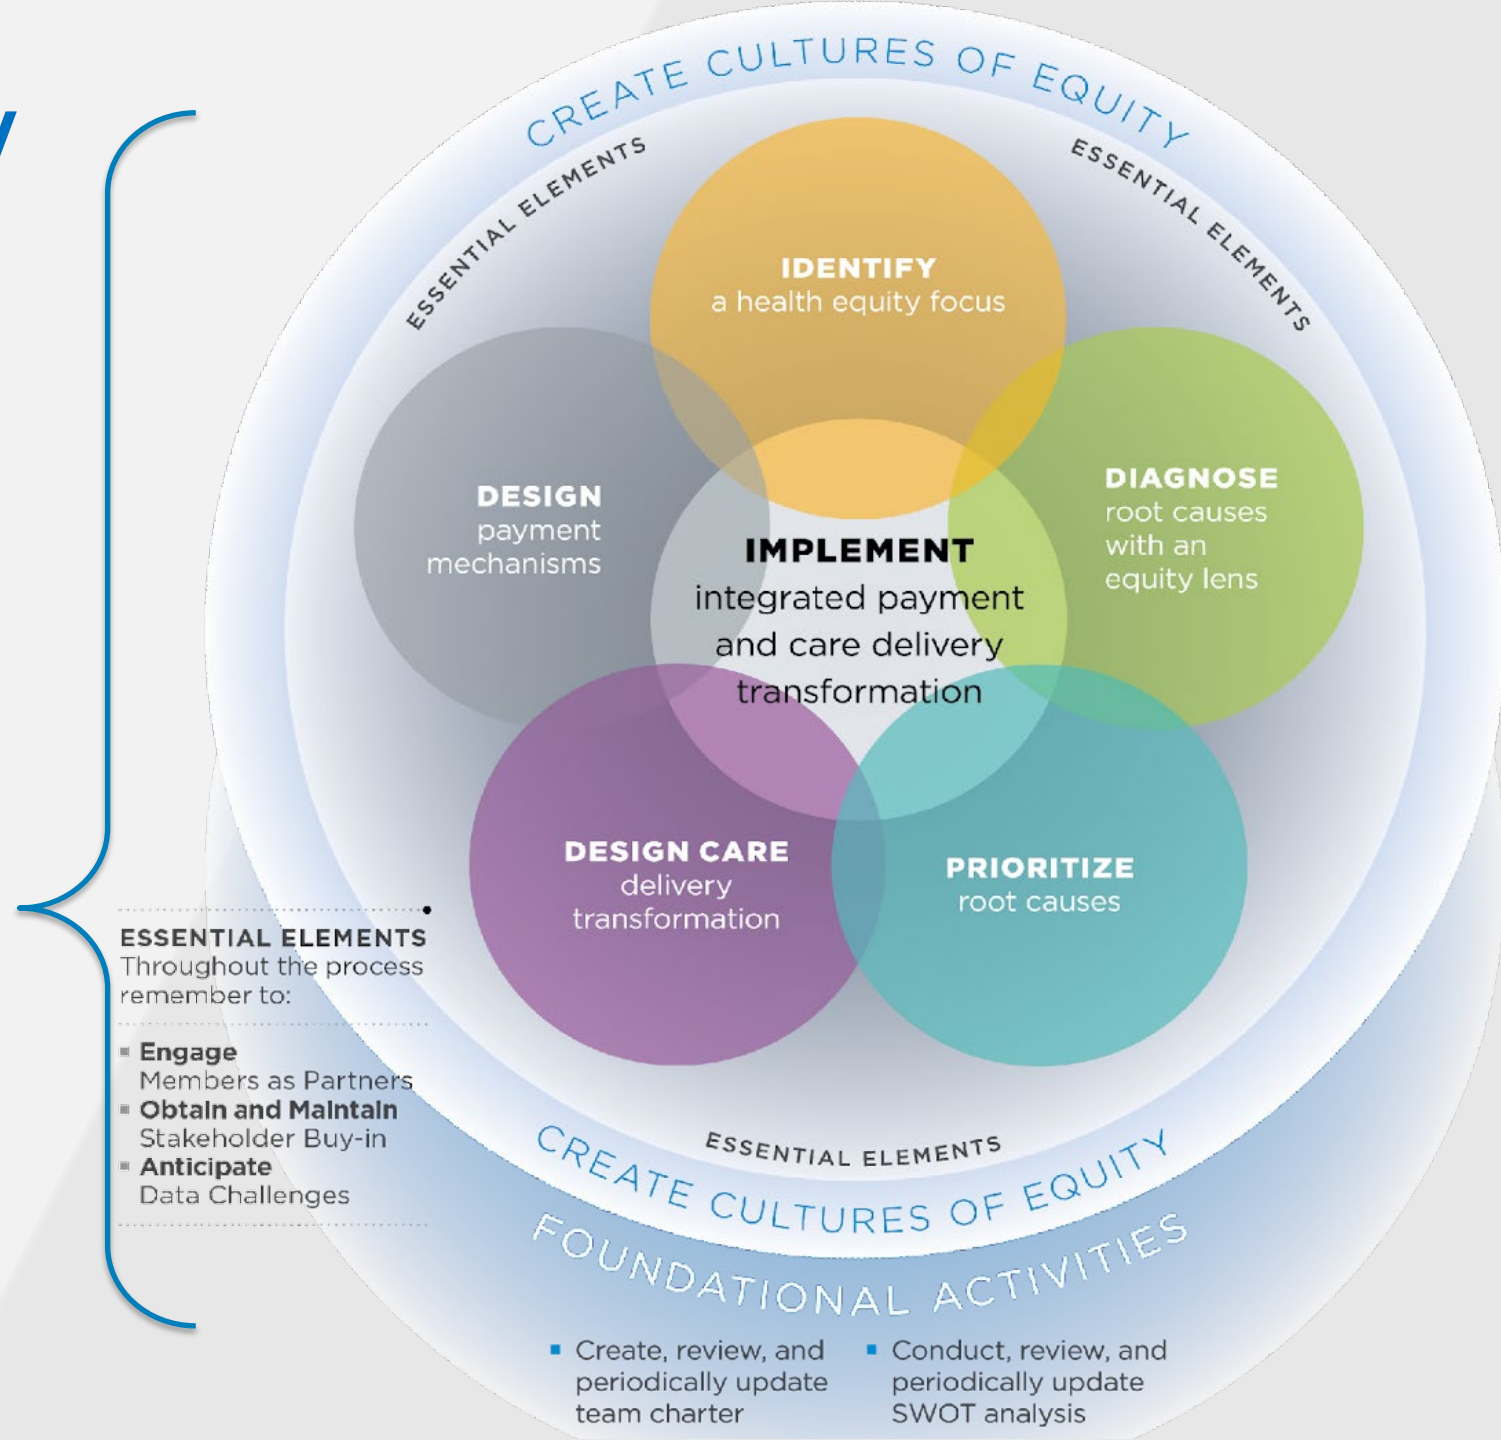 CREATE CULTURES OF EQUITY
ESSENTIAL ELEMENTS
ESSENTIAL ELEMENTS
IDENTIFY
a health equity focus
DIAGNOSE
root causes
with an
equity lens
DESIGN
payment
mechanisms
IMPLEMENT
integrated payment
and care delivery
transformation
DESIGN CARE
delivery
transformation
PRIORITIZE
root causes
ESSENTIAL ELEMENTS
Throughout the process
remember to:
Engage
Members as Partners
Obtain and Maintain
Stakeholder Buy-in
Anticipate
Data Challenges
ESSENTIAL ELEMENTS
CREATE CULTURES OF EQUITY
FOUNDATIONAL ACTIVITIES
Create, review, and
periodically update
team charter
Conduct, review, and
periodically update
SWOT analysis